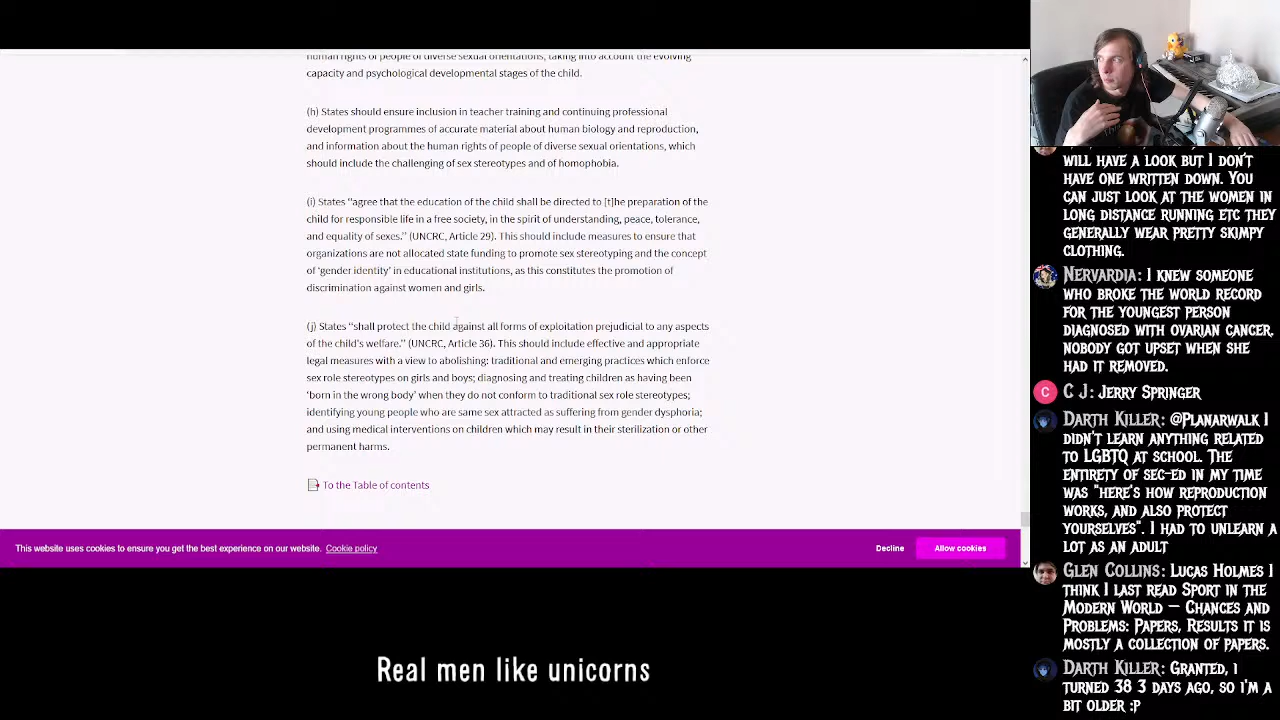 human rights of people of diverse sexual orientations, taking into account the evolving
capacity and psychological developmental stages of the child.
(h) States should ensure inclusion in teacher training and continuing professional
development programmes of accurate material about human biology and reproduction,
and information about the human rights of people of diverse sexual orientations, which
should include the challenging of sex stereotypes and of homophobia.
(i) States “agree that the education of the child shall be directed to [t]he preparation of the
child for responsible life in a free society, in the spirit of understanding, peace, tolerance,
and equality of sexes.” (UNCRC, Article 29). This should include measures to ensure that
organizations are not allocated state funding to promote sex stereotyping and the concept
of ‘gender identity’ in educational institutions, as this constitutes the promotion of
discrimination against women and girls.
(j) States “shall protect the child against all forms of exploitation prejudicial to any aspects
of the child’s welfare.” (UNCRC, Article 36). This should include effective and appropriate
legal measures with a view to abolishing: traditional and emerging practices which enforce
sex role stereotypes on girls and boys; diagnosing and treating children as having been
‘born in the wrong body’ when they do not conform to traditional sex role stereotypes;
identifying young people who are same sex attracted as suffering from gender dysphoria;
and using medical interventions on children which may result in their sterilization or other
permanent harms.
To the Table of contents
This website uses cookies to ensure you get the best experience on our website. Cookie policy
Decline
Allow cookies
Real men like unicorns
will have a look but I don't
have one written down. You
can just look at the women in
long distance running etc they
generally wear pretty skimpy
clothing.
Nervardia: I knew someone
who broke the world record
for the youngest person
diagnosed with ovarian cancer.
Nobody got upset when she
had it removed.
C J: Jerry Springer
Darth Killer: @Planarwalk I
didn't learn anything related
to LGBTQ at school. The
entirety of sec-ed in my time
was "here's how reproduction
works, and also protect
yourselves". I had to unlearn a
lot as an adult
Glen Collins: Lucas Holmes I
think I last read Sport in the
Modern World — Chances and
Problems: Papers, Results it is
mostly a collection of papers.
Darth Killer: Granted, I
turned 38 3 days ago, so I'm a
bit older :P